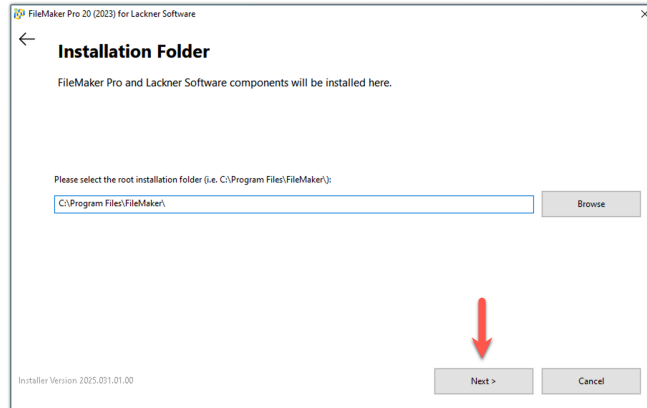 FileMaker Pro 20 (2023) for Lackner Software
Installation Folder
FileMaker Pro and Lackner Software components will be installed here.
Please select the root installation folder (i.e. C:\Program Files\FileMaker\):
C:\Program Files\FileMaker\
Browse
Installer Version 2025.031.01.00
Next >
Cancel